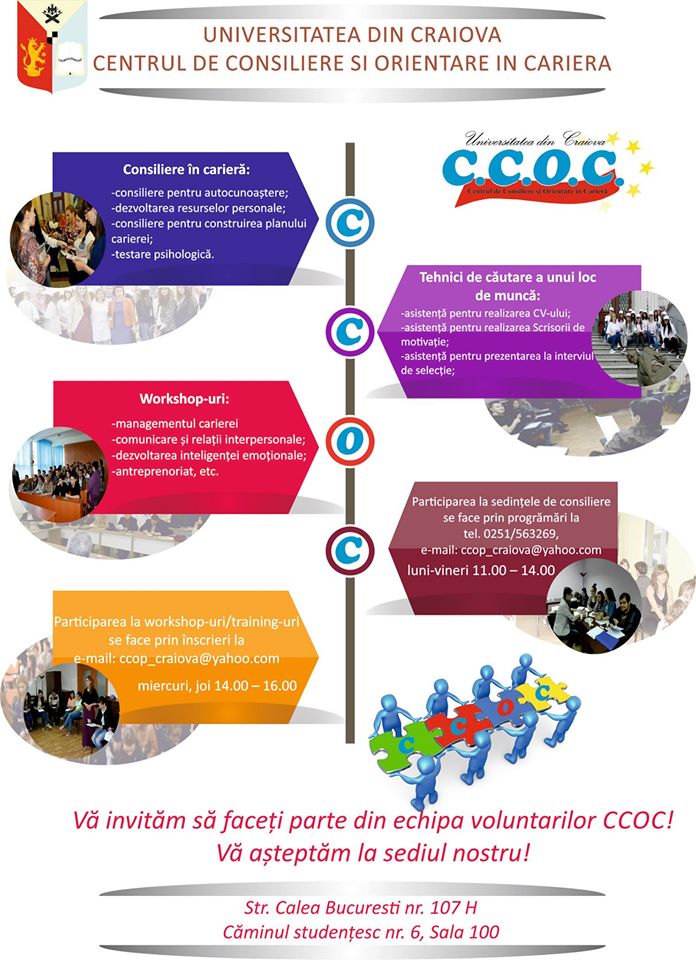 UNIVERSITATEA DIN CRAIOVA
CENTRUL DE CONSILIERE SI ORIENTARE IN CARIERA
Universitatea din Craiova
C.C.O.C.
Centrul de Consiliere si Orientare in Carieră
Consiliere în carieră:
-consiliere pentru autocunoaștere;
-dezvoltarea resurselor personale;
-consiliere pentru construirea planului
carierei;
-testare psihologică.
C
Tehnici de căutare a unui loc
de muncă:
-asistență pentru realizarea CV-ului;
-asistență pentru realizarea Scrisorii de
motivație;
-asistență pentru prezentarea la interviul
de selecție;
C
Workshop-uri:
-managementul carierei
-comunicare și relații interpersonale;
-dezvoltarea inteligenței emoționale;
-antreprenoriat, etc.
O
Participarea la sedințele de consiliere
se face prin progrămări la
tel. 0251/563269,
e-mail: ccop_craiova@yahoo.com
luni-vineri 11.00 – 14.00
C
Participarea la workshop-uri/training-uri
se face prin înscrieri la
e-mail: ccop_craiova@yahoo.com
miercuri, joi 14.00 – 16.00
C C O C
Vă invităm să faceți parte din echipa voluntarilor CCOC!
Vă așteptăm la sediul nostru!
Str. Calea Bucuresti nr. 107 H
Căminul studențesc nr. 6, Sala 100